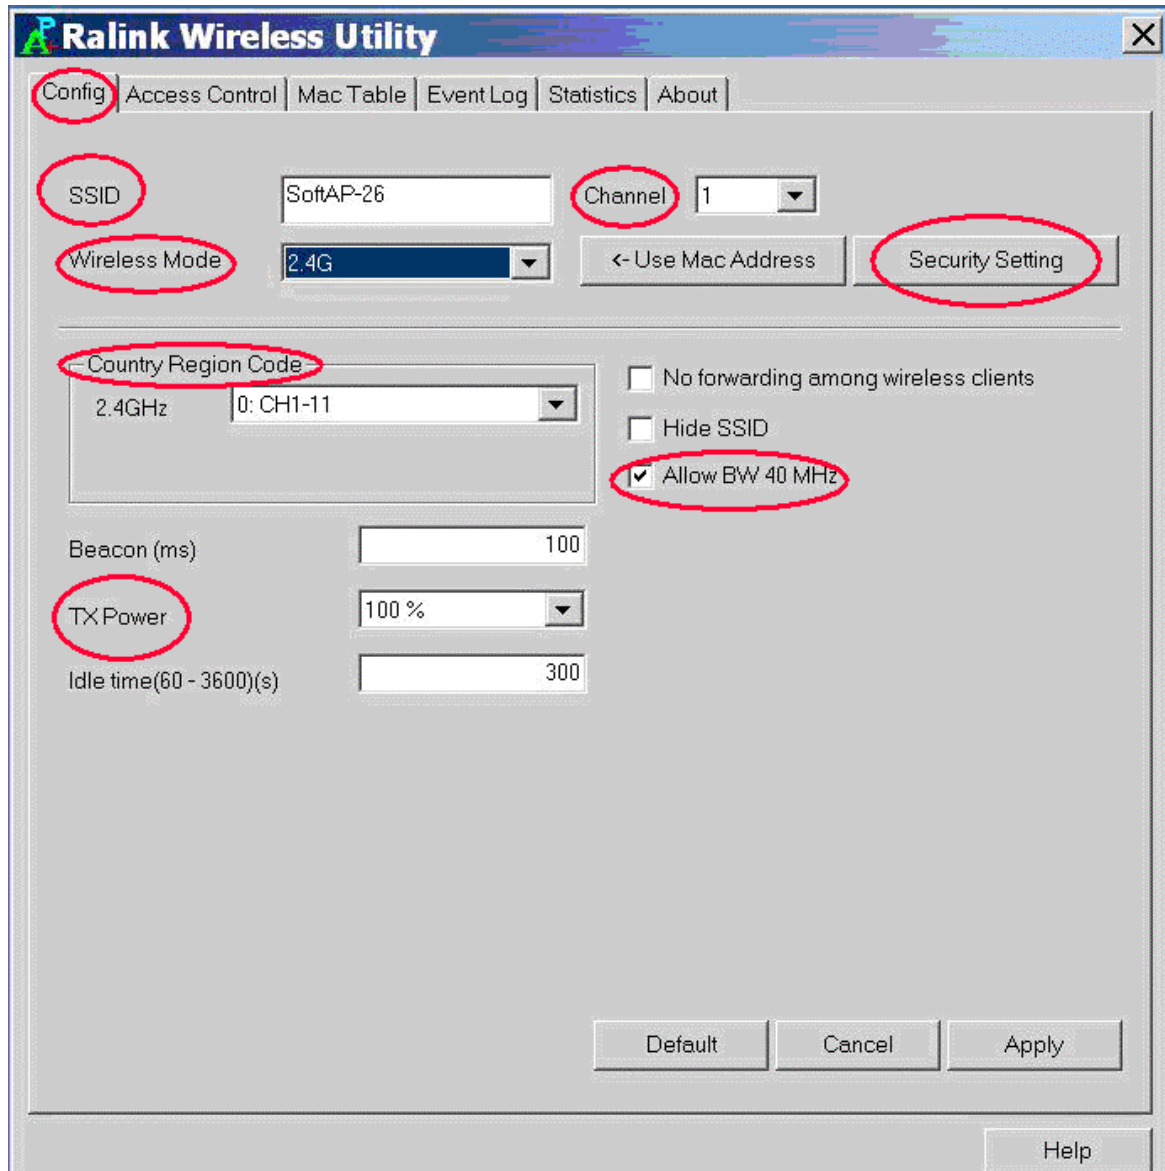 Ralink Wireless Utility
Config Access Control Mac Table Event Log Statistics About
SSID SoftAP-26 Channel 1
Wireless Mode 2.4G <- Use Mac Address Security Setting
Country Region Code
2.4GHz 0: CH1-11
No forwarding among wireless clients
Hide SSID
Allow BW 40 MHz
Beacon (ms) 100
TX Power 100 %
Idle time(60 - 3600)(s) 300
Default Cancel Apply
Help